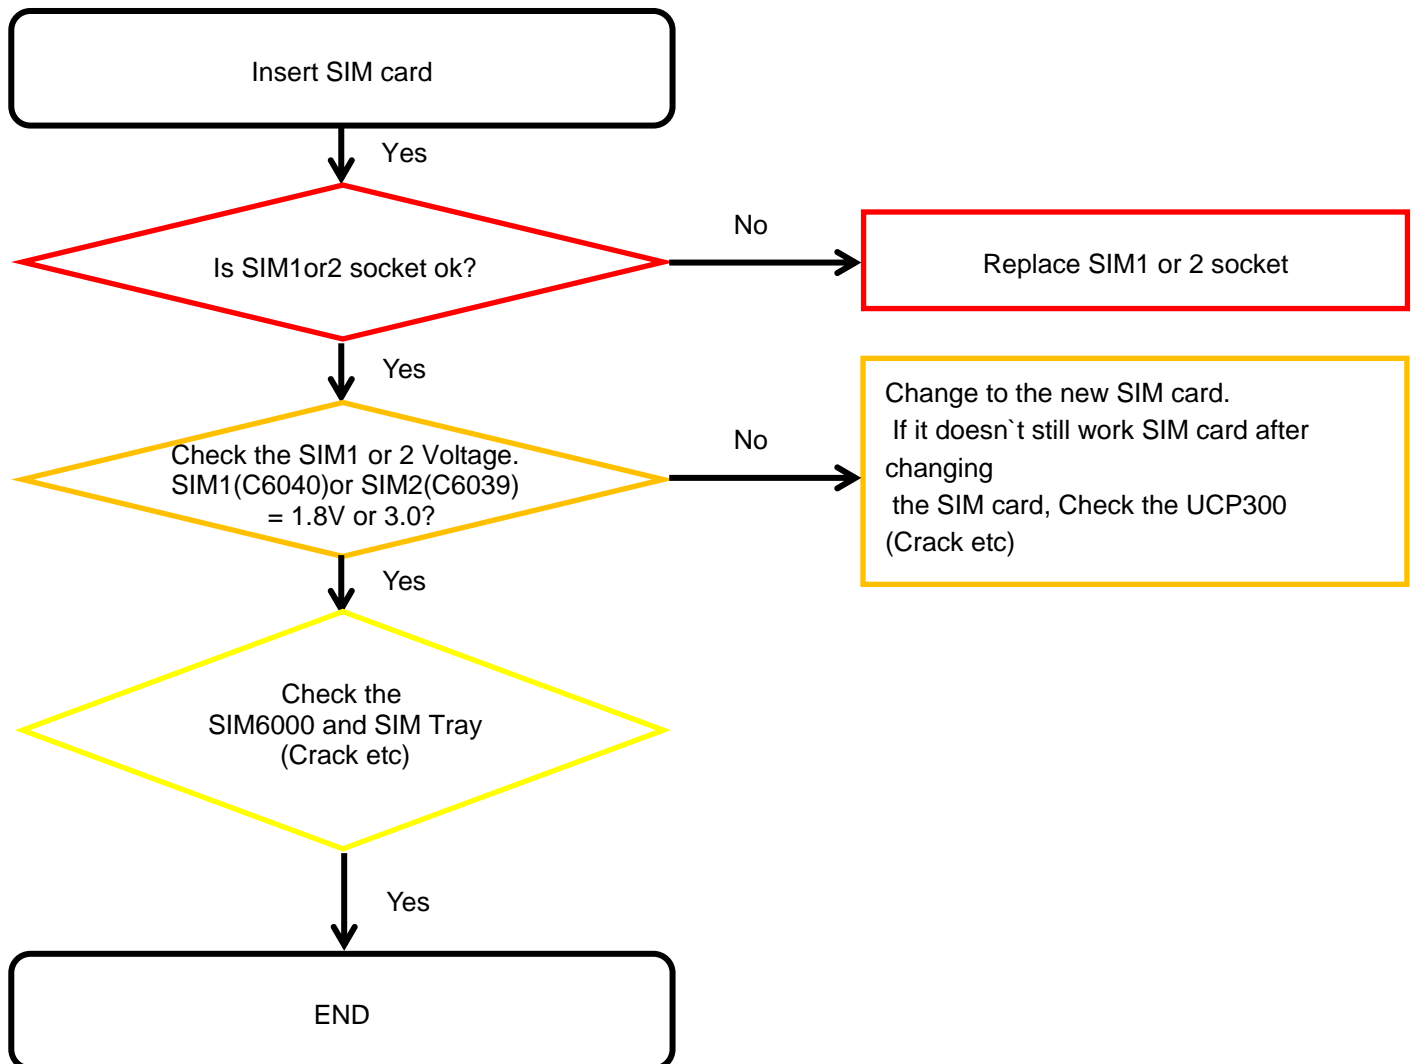 Insert SIM card
Yes
Is SIM1or2 socket ok?
No
Replace SIM1 or 2 socket
Yes
Check the SIM1 or 2 Voltage.
SIM1(C6040)or SIM2(C6039)
= 1.8V or 3.0?
No
Change to the new SIM card.
If it doesn`t still work SIM card after
changing
the SIM card, Check the UCP300
(Crack etc)
Yes
Check the
SIM6000 and SIM Tray
(Crack etc)
Yes
END